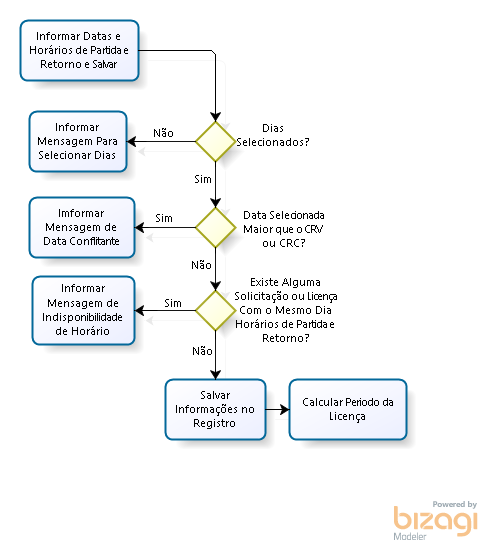 Informar Datas e
Horários de Partida e
Retorno e Salvar
Informar
Mensagem Para
Selecionar Dias
Não
Dias
Selecionados?
Sim
Imformar
Mensagem de
Data Conflitante
Sim
Data Selecionada
Maior que o CRV
ou CRC?
Não
Informar
Mensagem de
Indisponibilidade
de Horário
Sim
Existe Alguma
Solicitação ou Licença
Com o Mesmo Dia
Horários de Partida e
Retorno?
Não
Salvar
Informações no
Registro
Calcular Periodo da
Licença
Powered by
bizagi
Modeler